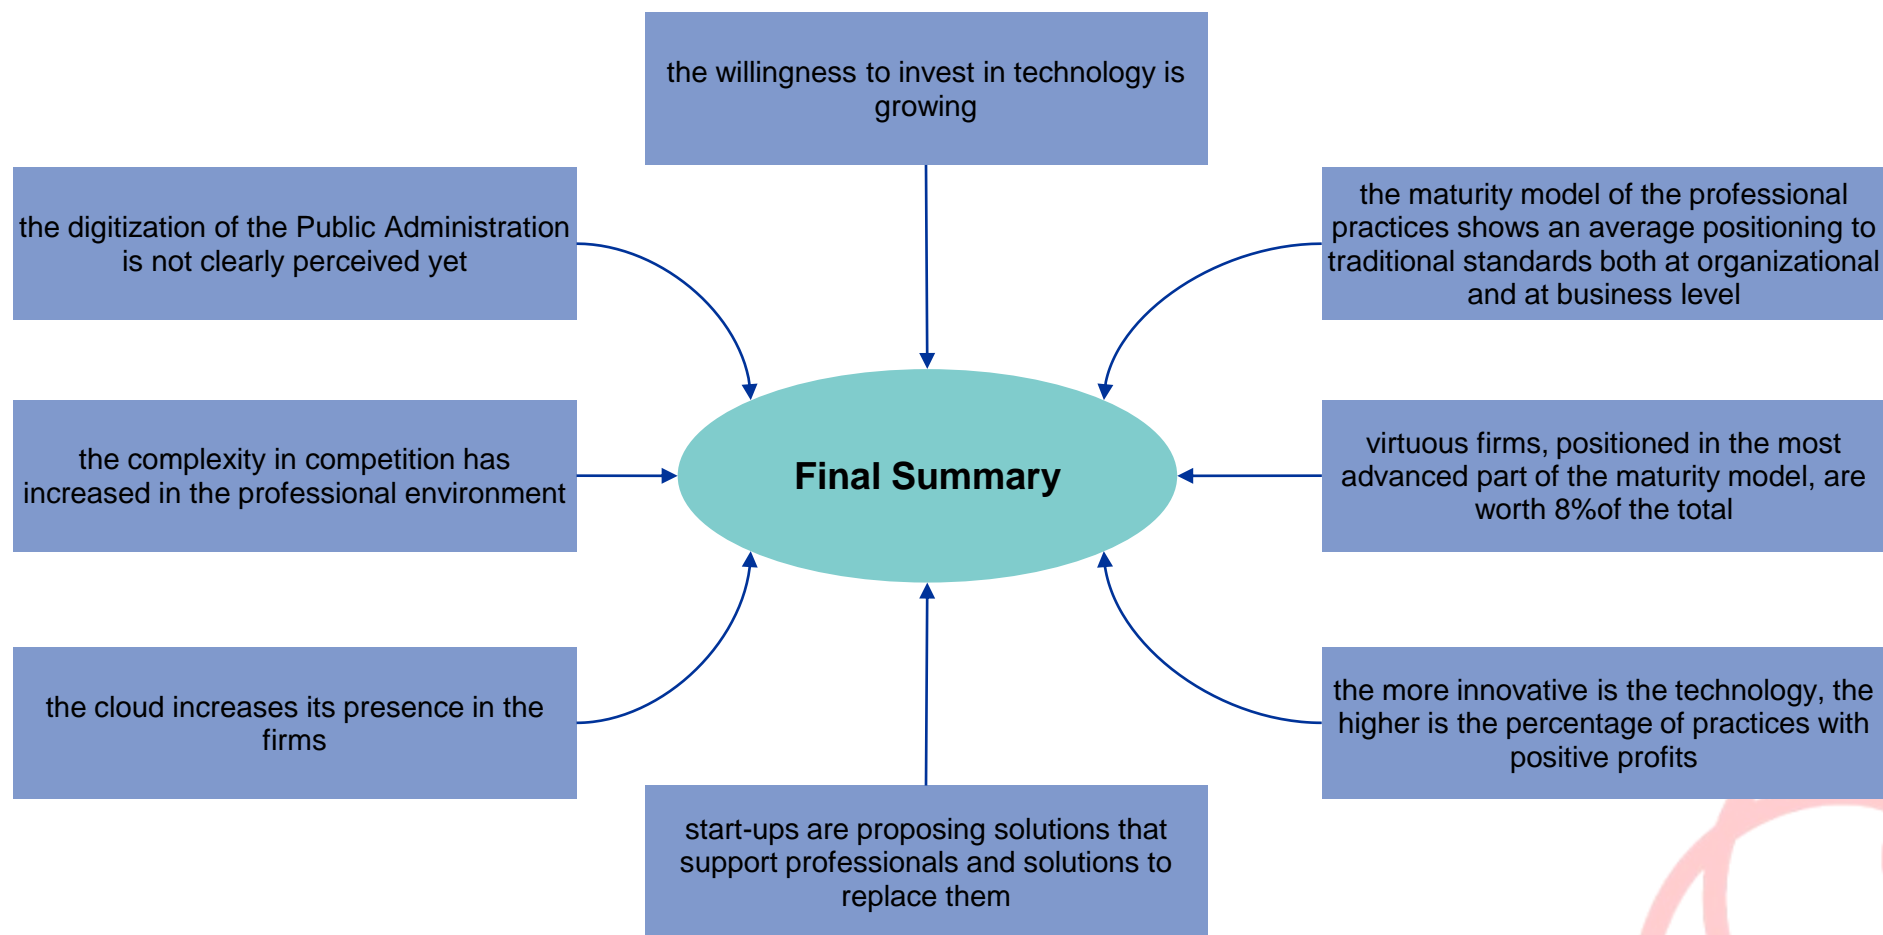 the willingness to invest in technology is
growing
the digitization of the Public Administration
is not clearly perceived yet
the maturity model of the professional
practices shows an average positioning to
traditional standards both at organizational
and at business level
the complexity in competition has
increased in the professional environment
Final Summary
virtuous firms, positioned in the most
advanced part of the maturity model, are
worth 8%of the total
the cloud increases its presence in the
firms
the more innovative is the technology, the
higher is the percentage of practices with
positive profits
start-ups are proposing solutions that
support professionals and solutions to
replace them